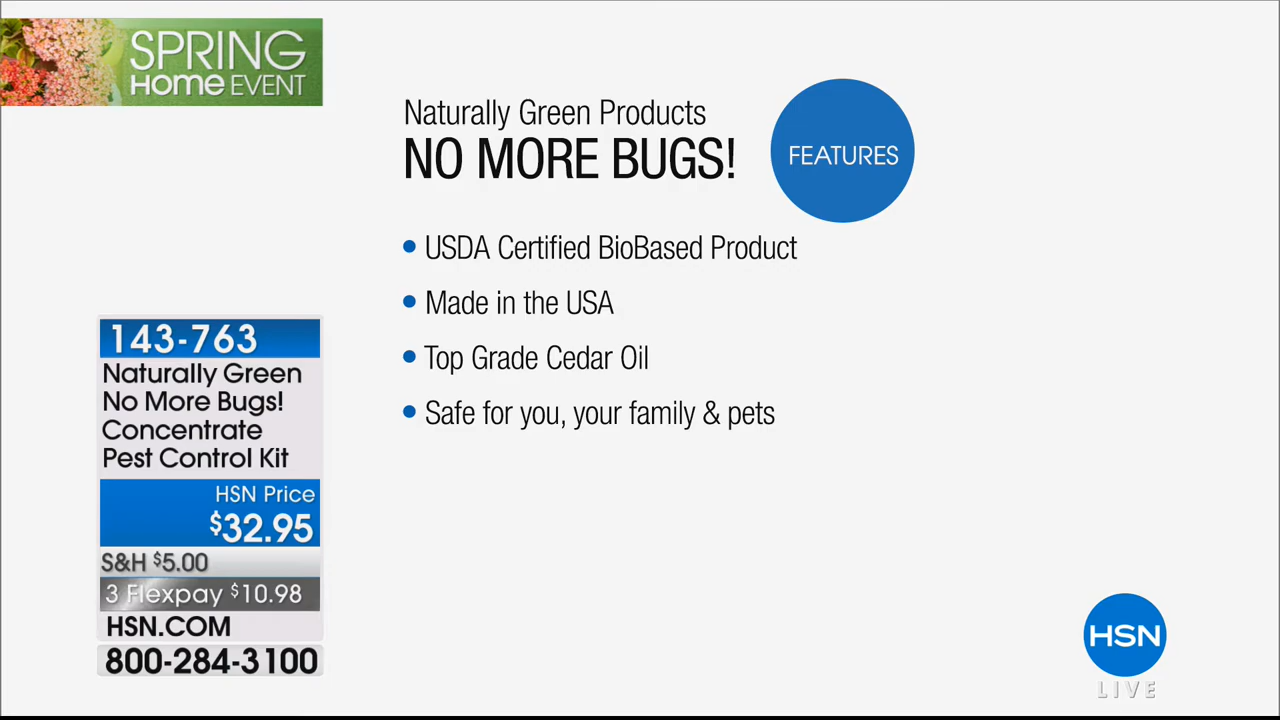 SPRING
Home EVENT
Naturally Green Products
NO MORE BUGS!
FEATURES
• USDA Certified BioBased Product
• Made in the USA
• Top Grade Cedar Oil
• Safe for you, your family & pets
143-763
Naturally Green
No More Bugs!
Concentrate
Pest Control Kit
HSN Price
$32.95
S&H $5.00
3 Flexpay $10.98
HSN.COM
800-284-3100
HSN
LIVE